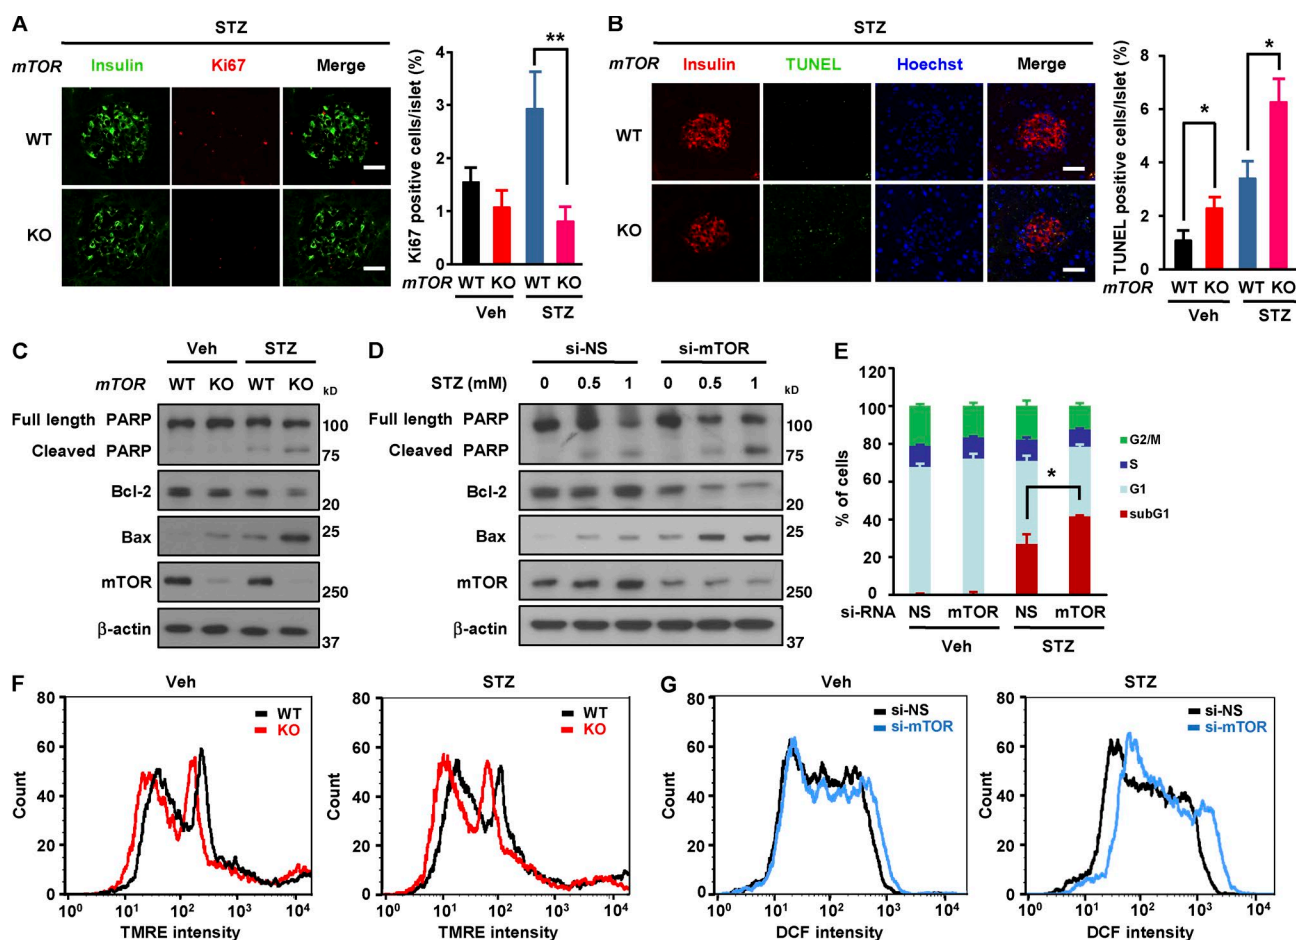 A
STZ
mTOR Insulin Ki67 Merge
WT
KO
Ki67 positive cells/islet (%)
4
3
2
1
0
**
mTOR WT KO WT KO
Veh STZ
B
STZ
mTOR Insulin TUNEL Hoechst Merge
WT
KO
TUNEL positive cells/Islet (%)
8
6
4
2
0
*
*
mTOR WT KO WT KO
Veh STZ
C
Veh STZ
mTOR WT KO WT KO kD
Full length PARP 100
Cleaved PARP 75
Bcl-2 20
Bax 25
mTOR 250
β-actin 37
D
si-NS si-mTOR
STZ (mM) 0 0.5 1 0 0.5 1 kD
Full length PARP 100
Cleaved PARP 75
Bcl-2 20
Bax 25
mTOR 250
β-actin 37
E
% of cells
120
100
80
60
40
20
0
*
G2/M
S
G1
subG1
si-RNA NS mTOR NS mTOR
Veh STZ
F
Veh
Count
80
60
40
20
0
WT
KO
10⁰ 10¹ 10² 10³ 10⁴
TMRE intensity
STZ
Count
80
60
40
20
0
WT
KO
10⁰ 10¹ 10² 10³ 10⁴
TMRE intensity
G
Veh
Count
80
60
40
20
0
si-NS
si-mTOR
10⁰ 10¹ 10² 10³ 10⁴
DCF intensity
STZ
Count
80
60
40
20
0
si-NS
si-mTOR
10⁰ 10¹ 10² 10³ 10⁴
DCF intensity